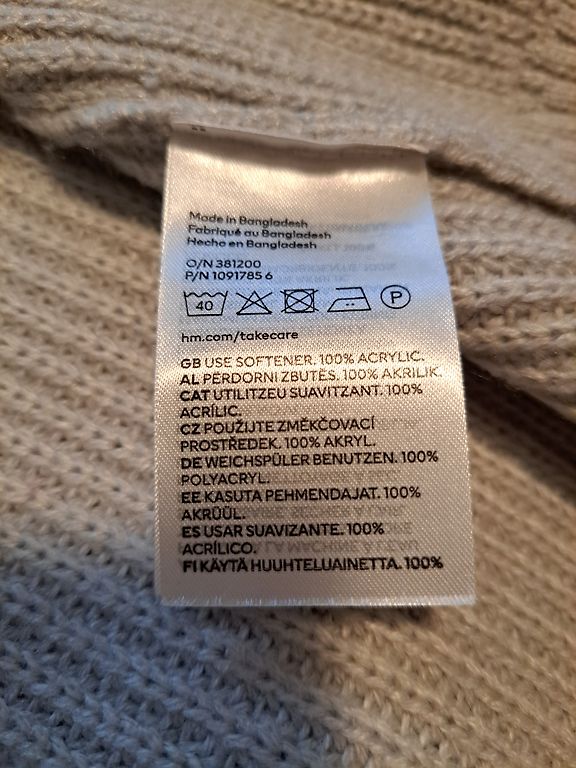 Made in Bangladesh
Fabriqué au Bangladesh
Hecho en Bangladesh
O/N 381200
P/N 1091785 6
40
P
hm.com/takecare
GB USE SOFTENER. 100% ACRYLIC.
AL PËRDORNI ZBUTËS. 100% AKRILIK.
CAT UTILITZEU SUAVITZANT. 100%
ACRÍLIC.
CZ POUŽIJTE ZMĚKČOVACÍ
PROSTŘEDEK. 100% AKRYL.
DE WEICHSPÜLER BENUTZEN. 100%
POLYACRYL.
EE KASUTA PEHMENDAJAT. 100%
AKRÜÜL.
ES USAR SUAVIZANTE. 100%
ACRÍLICO.
FI KÄYTÄ HUUHTELUAINETTA. 100%